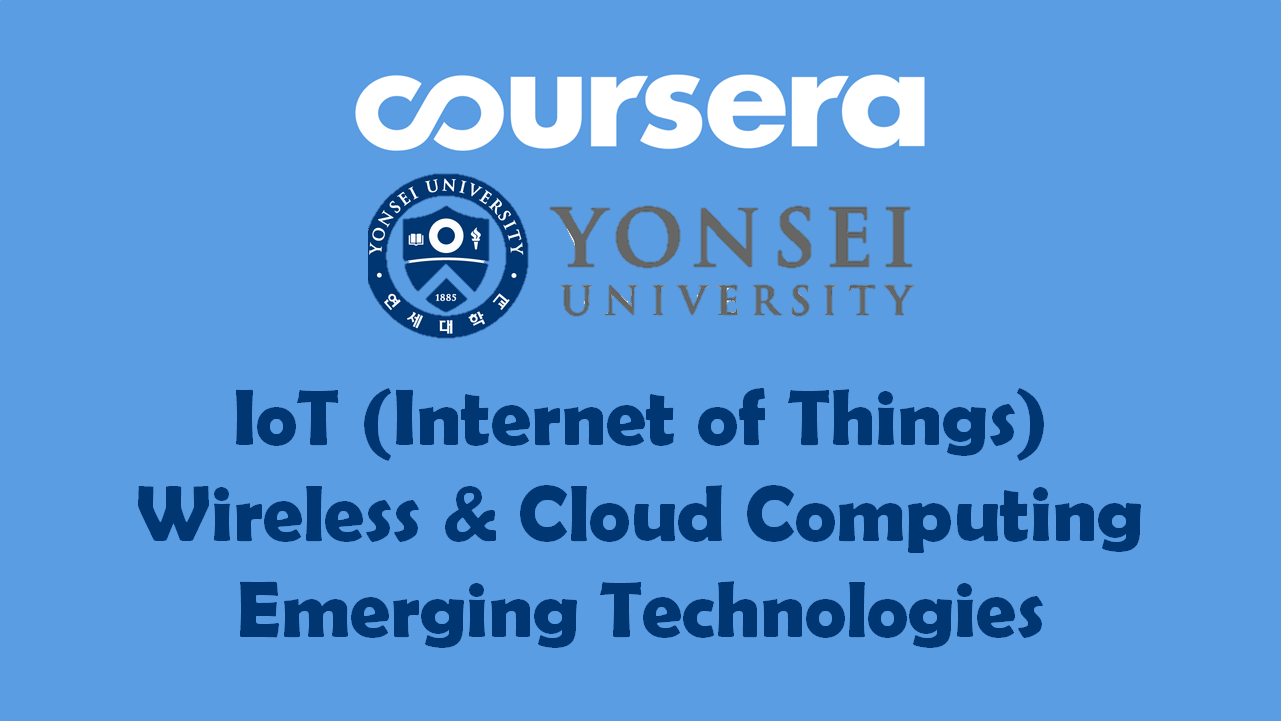 coursera
YONSEI UNIVERSITY
1885
연세대학교
YONSEI
UNIVERSITY
IoT (Internet of Things)
Wireless & Cloud Computing
Emerging Technologies